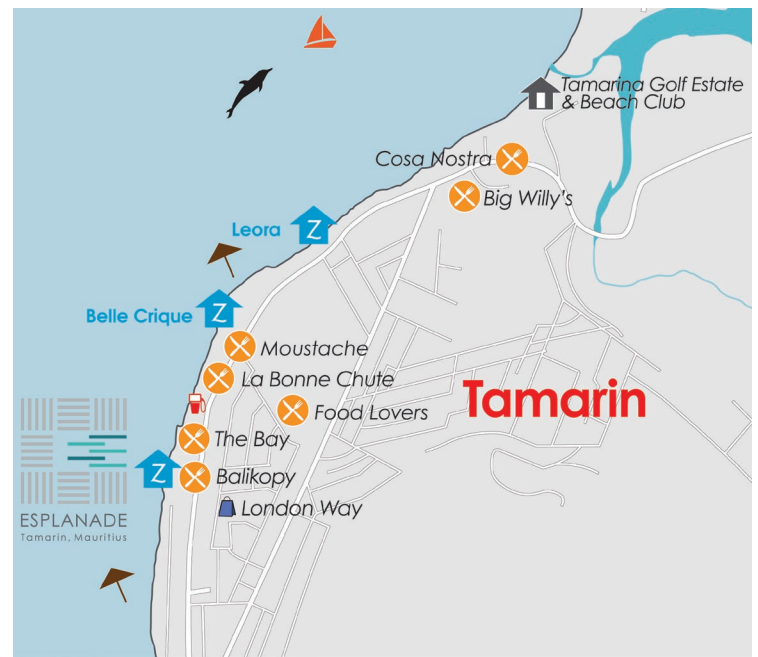 Tamarina Golf Estate
& Beach Club
Cosa Nostra
Big Willy's
Leora
Z
Belle Crique
Z
Moustache
La Bonne Chute
Tamarin
Food Lovers
The Bay
Z
Balikopy
London Way
ESPLANADE
Tamarin, Mauritius